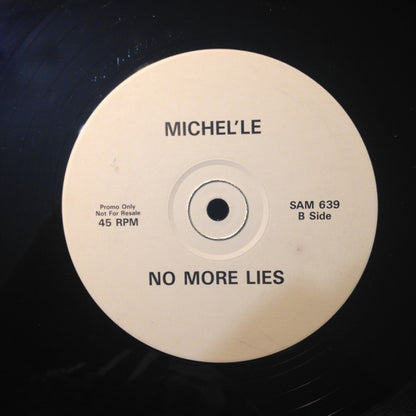 MICHEL'LE
Promo Only
Not For Resale
45 RPM
SAM 639
B Side
NO MORE LIES